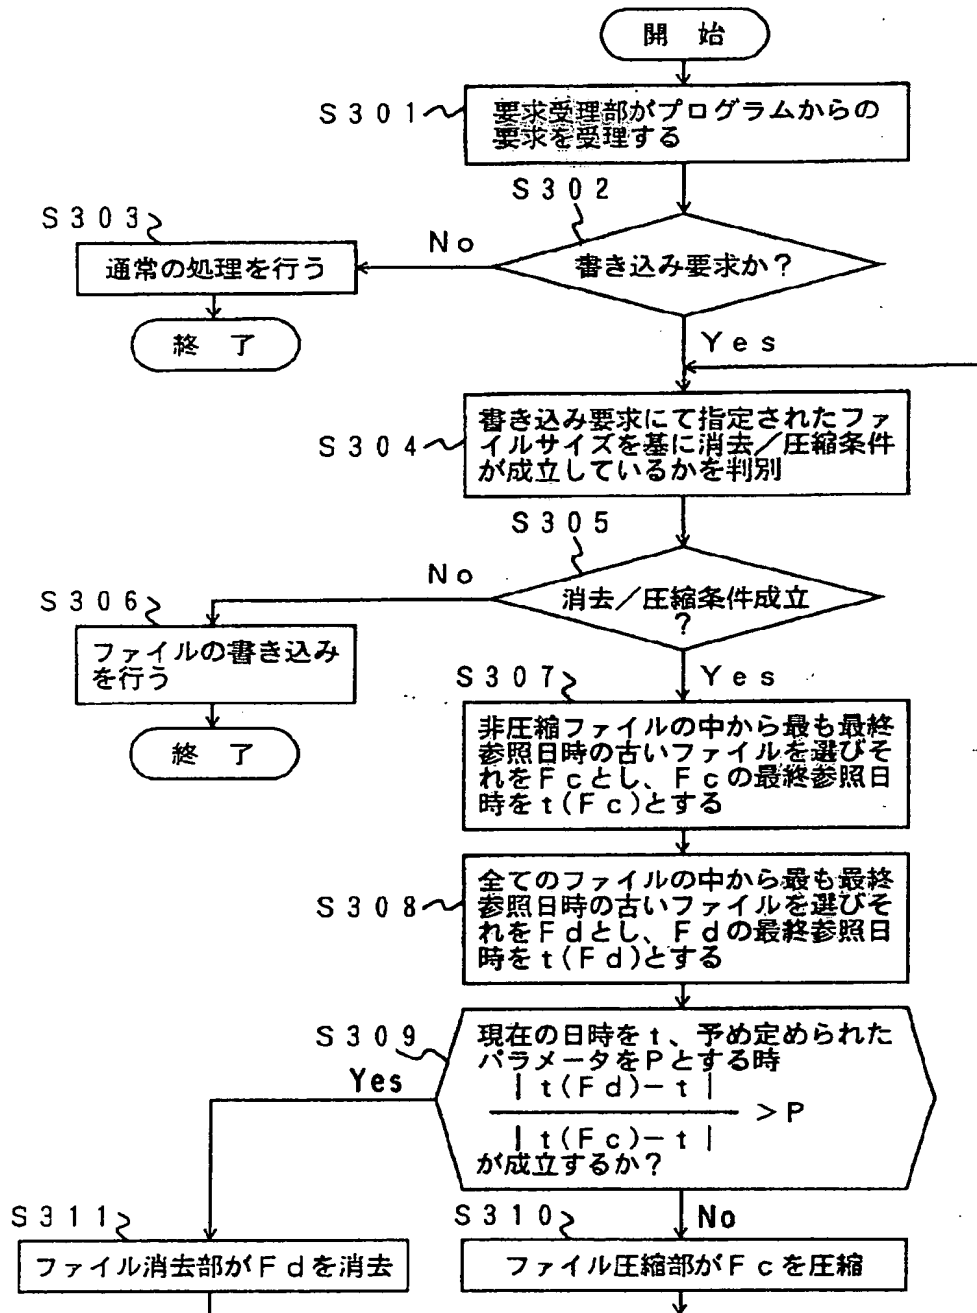 開 始
S301
要求受理部がプログラムからの
要求を受理する
S302
書き込み要求か?
No
S303
通常の処理を行う
終 了
Yes
S304
書き込み要求にて指定されたファ
イルサイズを基に消去/圧縮条件
が成立しているかを判別
S305
消去/圧縮条件成立
?
No
S306
ファイルの書き込み
を行う
終 了
Yes
S307
非圧縮ファイルの中から最も最終
参照日時の古いファイルを選びそ
れをFcとし、Fcの最終参照日
時をt(Fc)とする
S308
全てのファイルの中から最も最終
参照日時の古いファイルを選びそ
れをFdとし、Fdの最終参照日
時をt(Fd)とする
S309
現在の日時をt、予め定められた
パラメータをPとする時
|t(Fd)-t|
>P
|t(Fc)-t|
が成立するか?
Yes
S311
ファイル消去部がFdを消去
No
S310
ファイル圧縮部がFcを圧縮